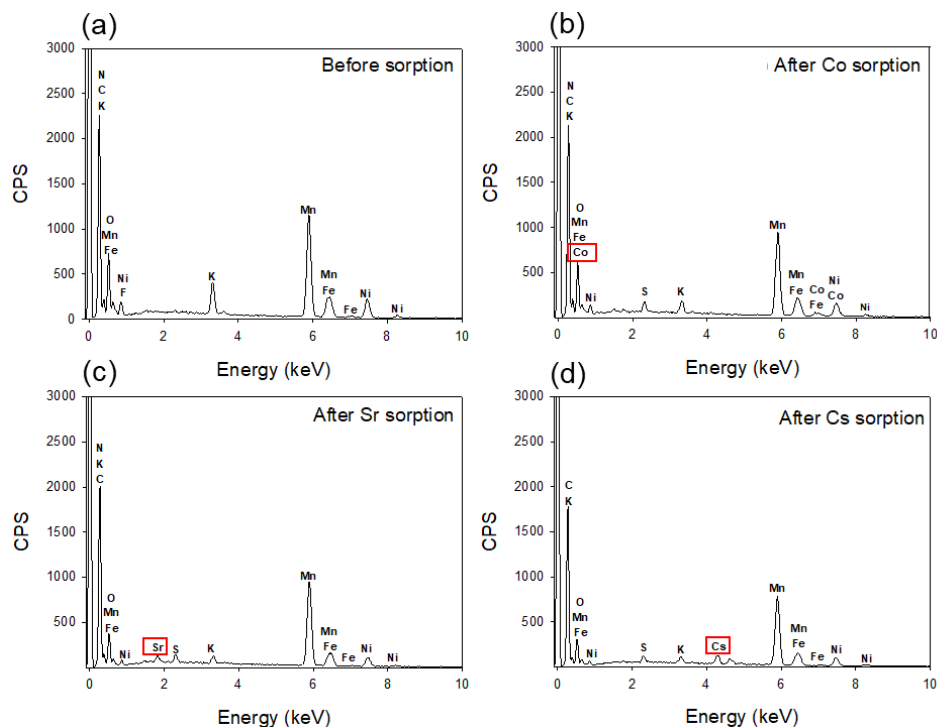 (a)
Before sorption
3000
2500
2000
1500
1000
500
0
CPS
N
C
K
O
Mn
Fe
Ni
F
K
Mn
Mn
Fe
Fe
Ni
Ni
0 2 4 6 8 10
Energy (keV)
(b)
After Co sorption
3000
2500
2000
1500
1000
500
0
CPS
N
C
K
O
Mn
Fe
Co
Ni
S
K
Mn
Mn
Fe
Co
Fe
Ni
Co
Ni
0 2 4 6 8 10
Energy (keV)
(c)
After Sr sorption
3000
2500
2000
1500
1000
500
CPS
N
K
C
O
Mn
Fe
Ni
Sr
S
K
Mn
Mn
Fe
Fe
Ni
Ni
0 2 4 6 8 10
Energy (keV)
(d)
After Cs sorption
3000
2500
2000
1500
1000
500
CPS
C
K
O
Mn
Fe
Ni
S
K
Cs
Mn
Mn
Fe
Fe
Ni
Ni
0 2 4 6 8 10
Energy (keV)